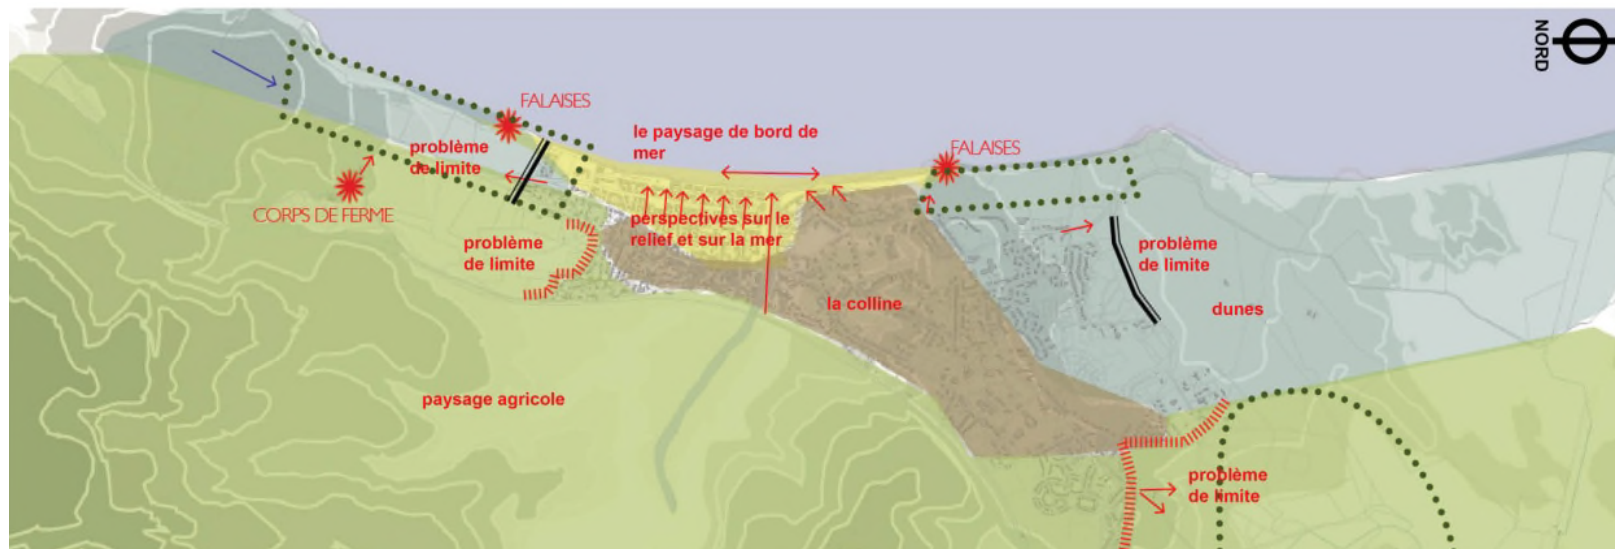 NORD
FALAISES
le paysage de bord de
mer
problème
de limite
FALAISES
CORPS DE FERME
perspectives sur le
relief et sur la mer
problème
de limite
problème
de limite
la colline
dunes
paysage agricole
problème
de limite